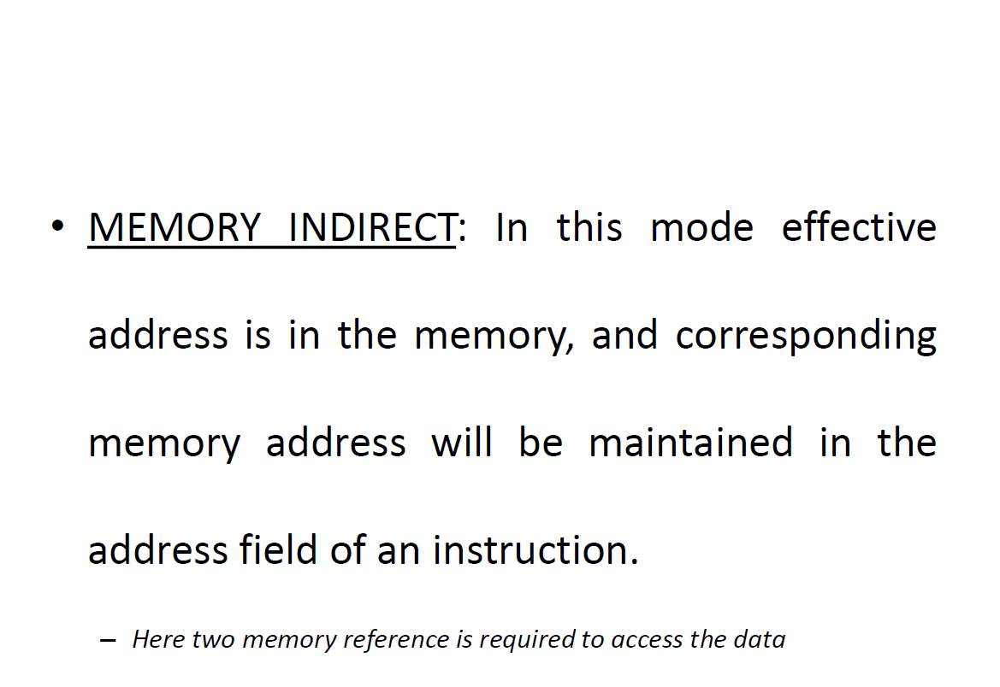 • MEMORY INDIRECT: In this mode effective
address is in the memory, and corresponding
memory address will be maintained in the
address field of an instruction.
– Here two memory reference is required to access the data